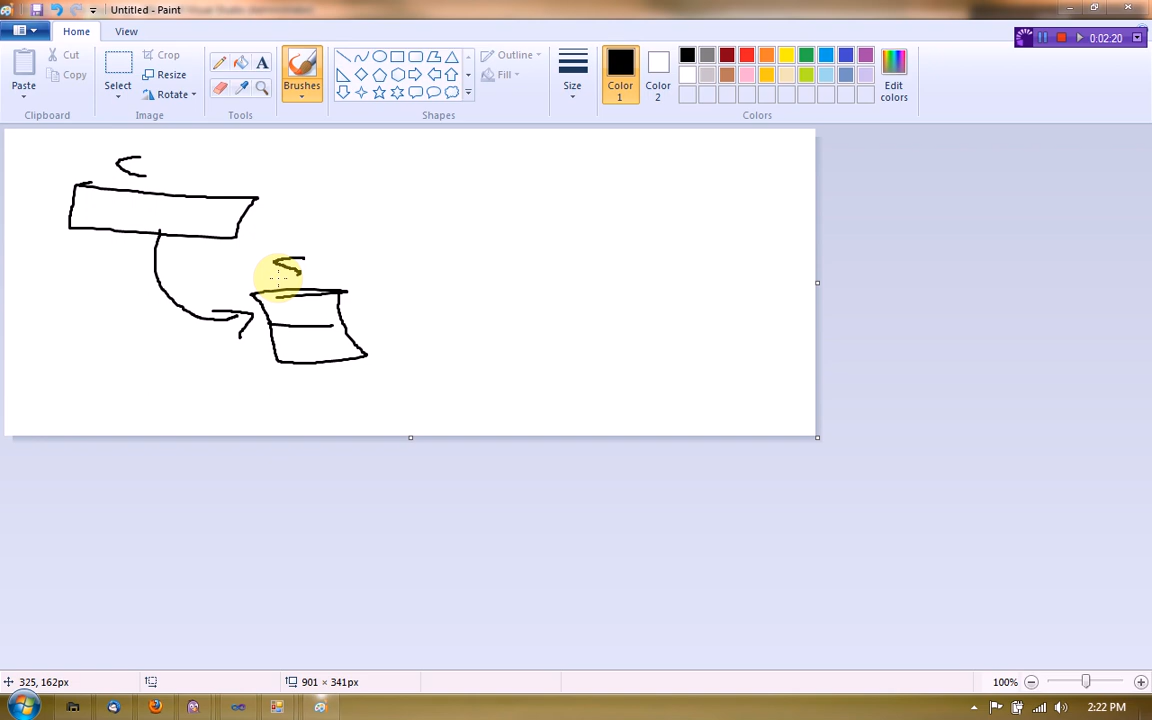 Untitled - Paint
Home View
0:02:20
Paste
Cut
Copy
Select
Crop
Resize
Rotate
Brushes
Outline
Fill
Size
Color
1
Color
2
Edit
colors
Clipboard Image Tools Shapes Colors
C
S
325, 162px 901 × 341px 100%
2:22 PM